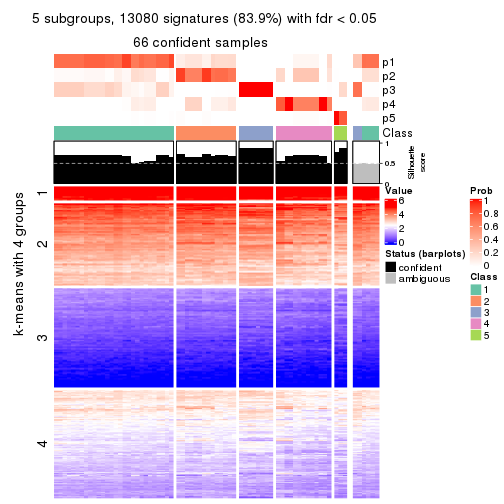 5 subgroups, 13080 signatures (83.9%) with fdr < 0.05
66 confident samples
p1
p2
p3
p4
p5
Class
1
0.5
0
Silhouette
score
k-means with 4 groups
1
2
3
4
Value
6
4
2
0
Status (barplots)
confident
ambiguous
Prob
1
0.8
0.6
0.4
0.2
0
Class
1
2
3
4
5